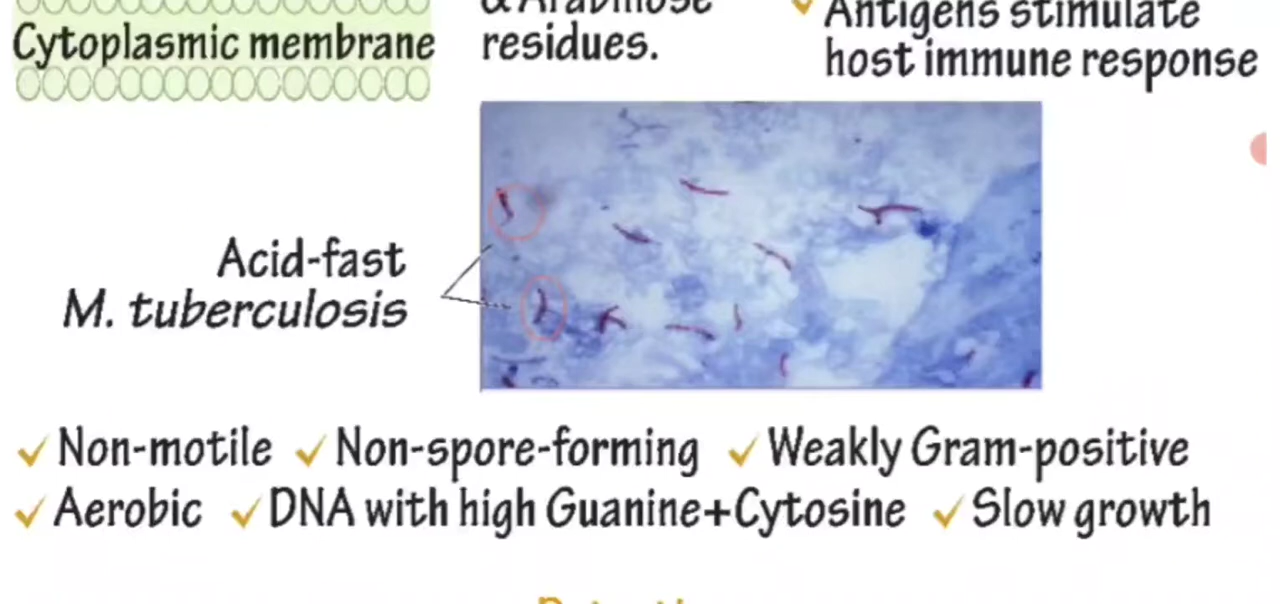 & Arabinose
residues.
Antigens stimulate
host immune response
Cytoplasmic membrane
Acid-fast
M. tuberculosis
✓ Non-motile ✓ Non-spore-forming ✓ Weakly Gram-positive
✓ Aerobic ✓ DNA with high Guanine+Cytosine ✓ Slow growth